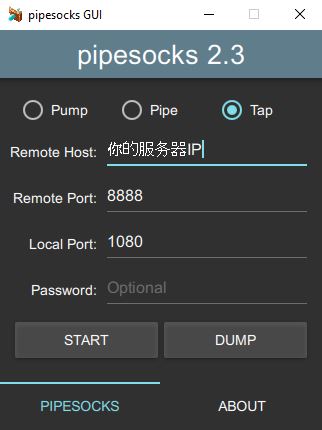 pipesocks GUI
pipesocks 2.3
Pump Pipe Tap
Remote Host: 你的服务器IP
Remote Port: 8888
Local Port: 1080
Password: Optional
START DUMP
PIPESOCKS ABOUT